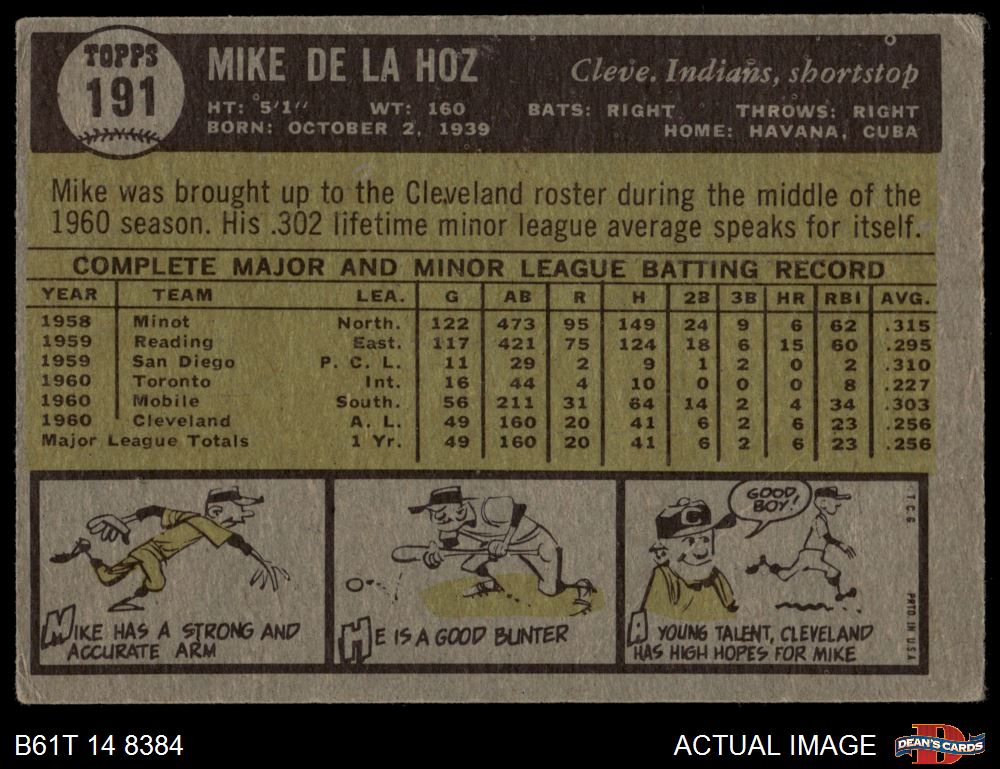 TOPPS
191
MIKE DE LA HOZ
Cleve. Indians, shortstop
HT: 5'1" WT: 160 BATS: RIGHT THROWS: RIGHT
BORN: OCTOBER 2, 1939 HOME: HAVANA, CUBA
Mike was brought up to the Cleveland roster during the middle of the
1960 season. His .302 lifetime minor league average speaks for itself.
COMPLETE MAJOR AND MINOR LEAGUE BATTING RECORD
YEAR TEAM LEA. G AB R H 2B 3B HR RBI AVG.
1958 Minot North. 122 473 95 149 24 9 6 62 .315
1959 Reading East. 117 421 75 124 18 6 15 60 .295
1959 San Diego P. C. L. 11 29 2 9 1 2 0 2 .310
1960 Toronto Int. 16 44 4 10 0 0 0 8 .227
1960 Mobile South. 56 211 31 64 14 2 4 34 .303
1960 Cleveland A. L. 49 160 20 41 6 2 6 23 .256
Major League Totals 1 Yr. 49 160 20 41 6 2 6 23 .256
MIKE HAS A STRONG AND
ACCURATE ARM
HE IS A GOOD BUNTER
C
GOOD
BOY!
A YOUNG TALENT, CLEVELAND
HAS HIGH HOPES FOR MIKE
T.C.G
PRTD IN U.S.A
B61T 14 8384
ACTUAL IMAGE
D
DEAN'S CARDS